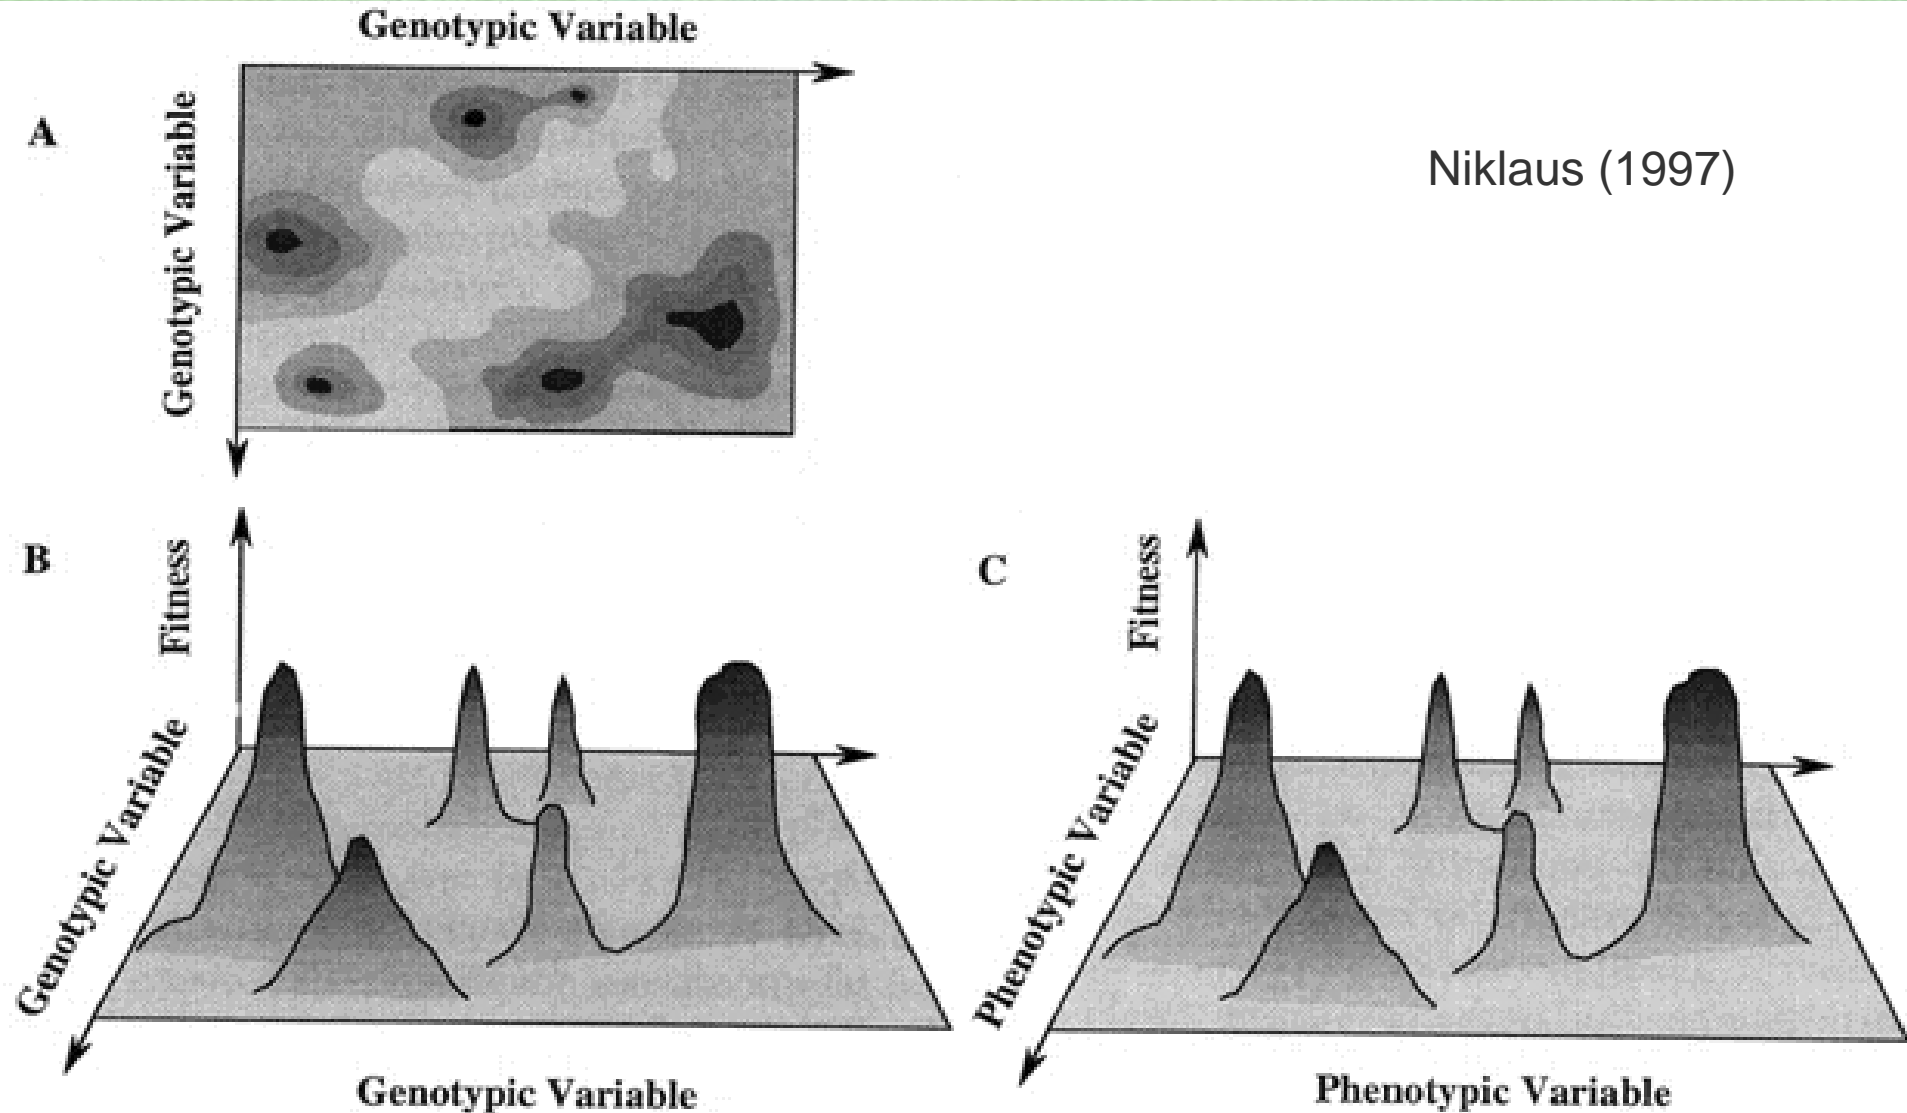 Genotypic Variable
A
Genotypic Variable
Niklaus (1997)
B
Fitness
Genotypic Variable
Genotypic Variable
C
Fitness
Phenotypic Variable
Phenotypic Variable